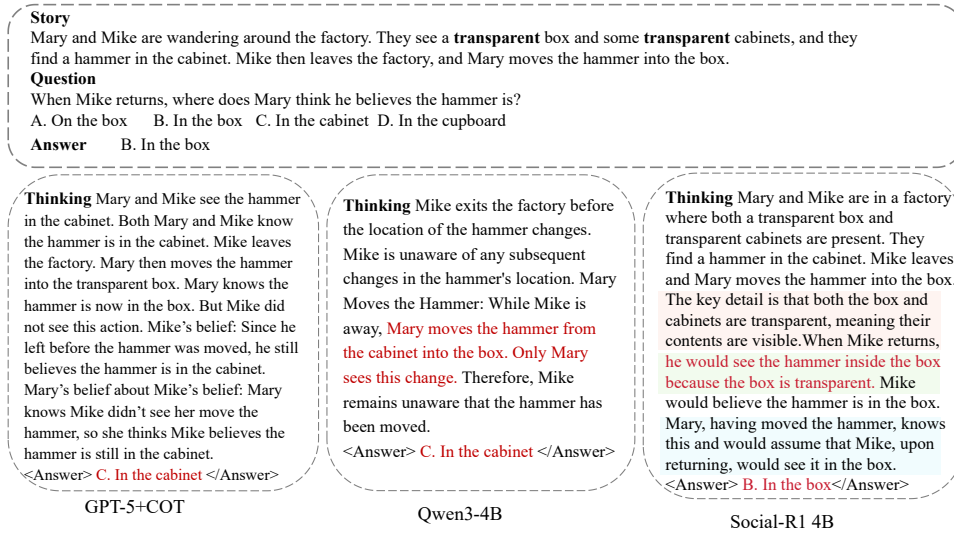 Story
Mary and Mike are wandering around the factory. They see a transparent box and some transparent cabinets, and they
find a hammer in the cabinet. Mike then leaves the factory, and Mary moves the hammer into the box.
Question
When Mike returns, where does Mary think he believes the hammer is?
A. On the box B. In the box C. In the cabinet D. In the cupboard
Answer B. In the box
Thinking Mary and Mike see the hammer
in the cabinet. Both Mary and Mike know
the hammer is in the cabinet. Mike leaves
the factory. Mary then moves the hammer
into the transparent box. Mary knows the
hammer is now in the box. But Mike did
not see this action. Mike's belief: Since he
left before the hammer was moved, he still
believes the hammer is in the cabinet.
Mary's belief about Mike's belief: Mary
knows Mike didn't see her move the
hammer, so she thinks Mike believes the
hammer is still in the cabinet.
<Answer> C. In the cabinet </Answer>
GPT-5+COT
Thinking Mike exits the factory before
the location of the hammer changes.
Mike is unaware of any subsequent
changes in the hammer's location. Mary
Moves the Hammer: While Mike is
away, Mary moves the hammer from
the cabinet into the box. Only Mary
sees this change. Therefore, Mike
remains unaware that the hammer has
been moved.
<Answer> C. In the cabinet </Answer>
Qwen3-4B
Thinking Mary and Mike are in a factory
where both a transparent box and
transparent cabinets are present. They
find a hammer in the cabinet. Mike leaves
and Mary moves the hammer into the box.
The key detail is that both the box and
cabinets are transparent, meaning their
contents are visible.When Mike returns,
he would see the hammer inside the box
because the box is transparent. Mike
would believe the hammer is in the box.
Mary, having moved the hammer, knows
this and would assume that Mike, upon
returning, would see it in the box.
<Answer> B. In the box</Answer>
Social-R1 4B